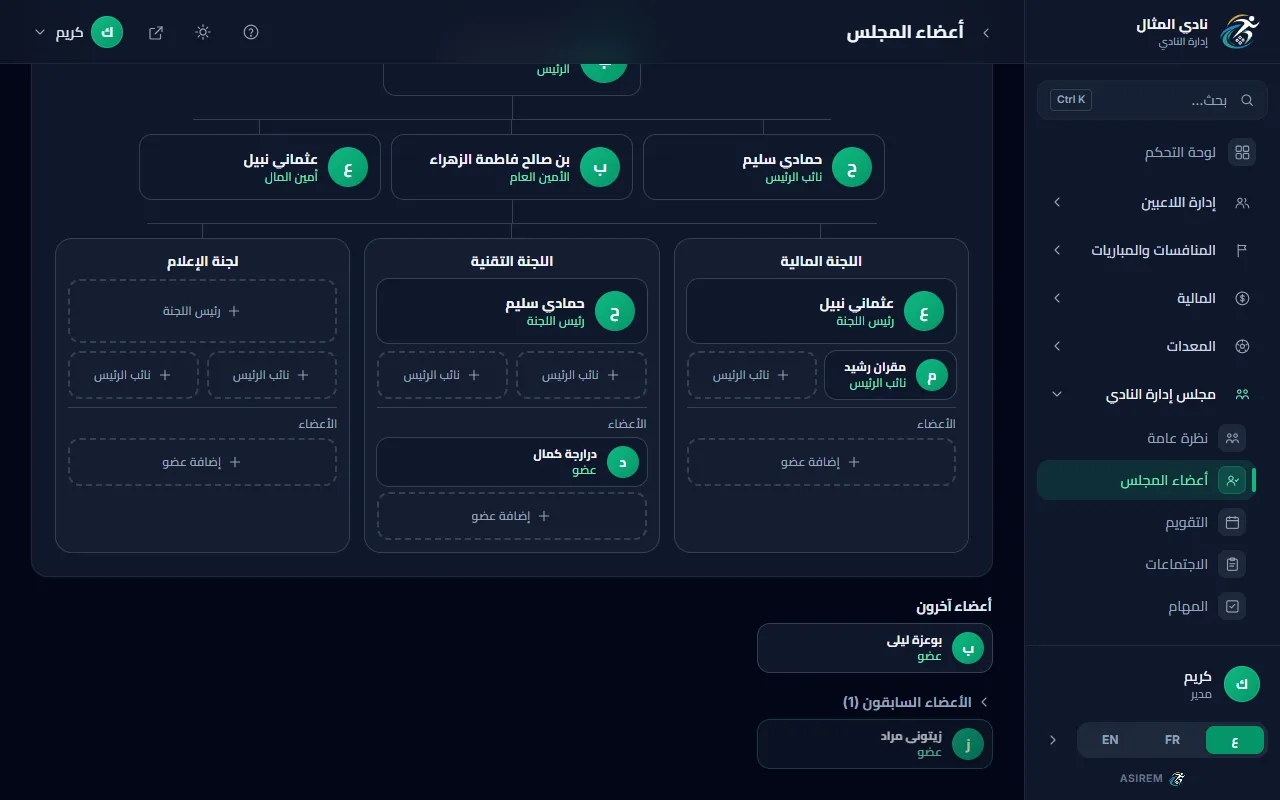 نادي المثال
إدارة النادي
بحث...
Ctrl K
لوحة التحكم
إدارة اللاعبين
المنافسات والمباريات
المالية
المعدات
مجلس إدارة النادي
نظرة عامة
أعضاء المجلس
التقويم
الاجتماعات
المهام
ك
كريم
مدير
ع
FR
EN
ASIREM
أعضاء المجلس
ك
كريم
الرئيس
ح
حمادي سليم
نائب الرئيس
ب
بن صالح فاطمة الزهراء
الأمين العام
ع
عثماني نبيل
أمين المال
اللجنة المالية
ع
عثماني نبيل
رئيس اللجنة
م
مقران رشيد
نائب الرئيس
+ نائب الرئيس
الأعضاء
+ إضافة عضو
اللجنة التقنية
ح
حمادي سليم
رئيس اللجنة
+ نائب الرئيس
+ نائب الرئيس
الأعضاء
د
درارجة كمال
عضو
+ إضافة عضو
لجنة الإعلام
+ رئيس اللجنة
+ نائب الرئيس
+ نائب الرئيس
الأعضاء
+ إضافة عضو
أعضاء آخرون
ب
بوعزة ليلى
عضو
الأعضاء السابقون (1)
ز
زيتوني مراد
عضو